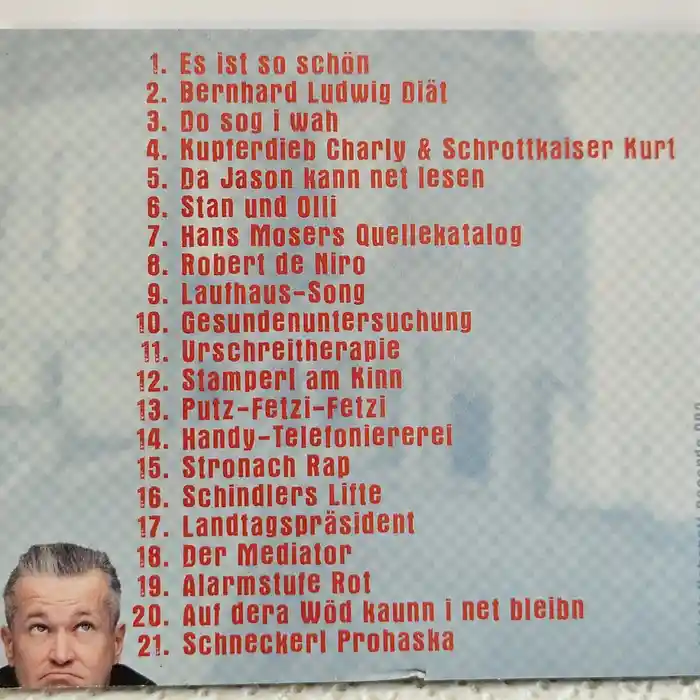 1. Es ist so schön
2. Bernhard Ludwig Diät
3. Do sog i wah
4. Kupferdieb Charly & Schrottkaiser Kurt
5. Da Jason kann net lesen
6. Stan und Olli
7. Hans Mosers Quellekatalog
8. Robert de Niro
9. Laufhaus-Song
10. Gesundenuntersuchung
11. Urschreitherapie
12. Stamperl am Kinn
13. Putz-Fetzi-Fetzi
14. Handy-Telefoniererei
15. Stronach Rap
16. Schindlers Lifte
17. Landtagspräsident
18. Der Mediator
19. Alarmstufe Rot
20. Auf dera Wöd kaunn i net bleibn
21. Schneckerl Prohaska